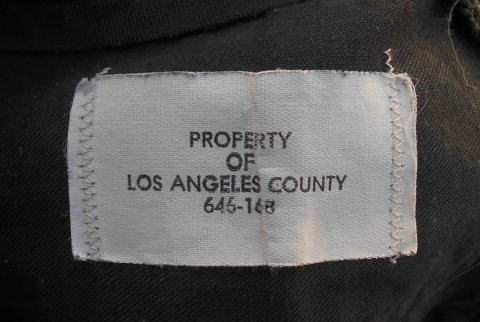 PROPERTY
OF
LOS ANGELES COUNTY
646-168